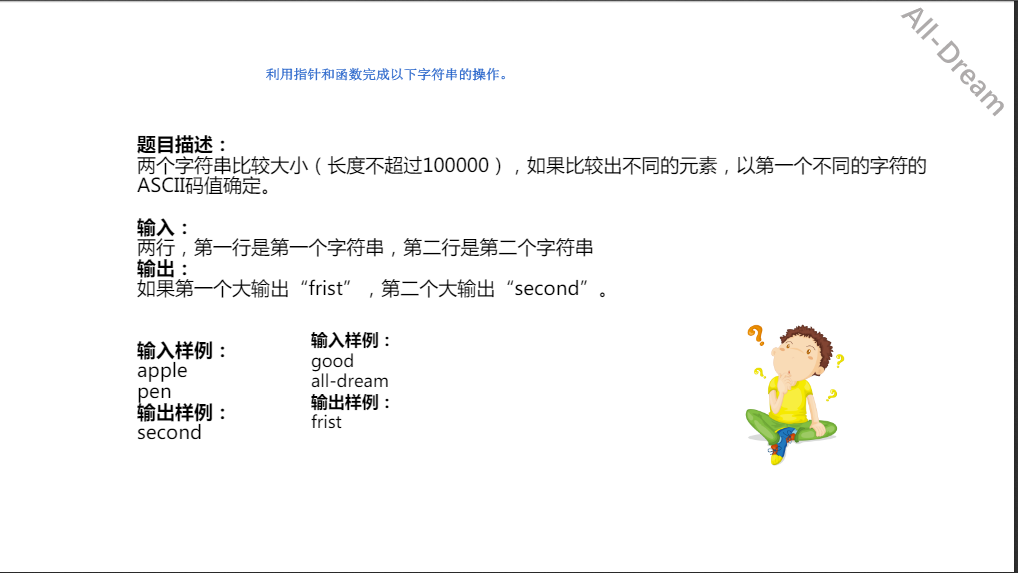 All-Dream
利用指针和函数完成以下字符串的操作。
题目描述：
两个字符串比较大小（长度不超过100000），如果比较出不同的元素，以第一个不同的字符的
ASCII码值确定。
输入：
两行，第一行是第一个字符串，第二行是第二个字符串
输出：
如果第一个大输出“frist”，第二个大输出“second”。
输入样例：
apple
pen
输出样例：
second
输入样例：
good
all-dream
输出样例：
frist